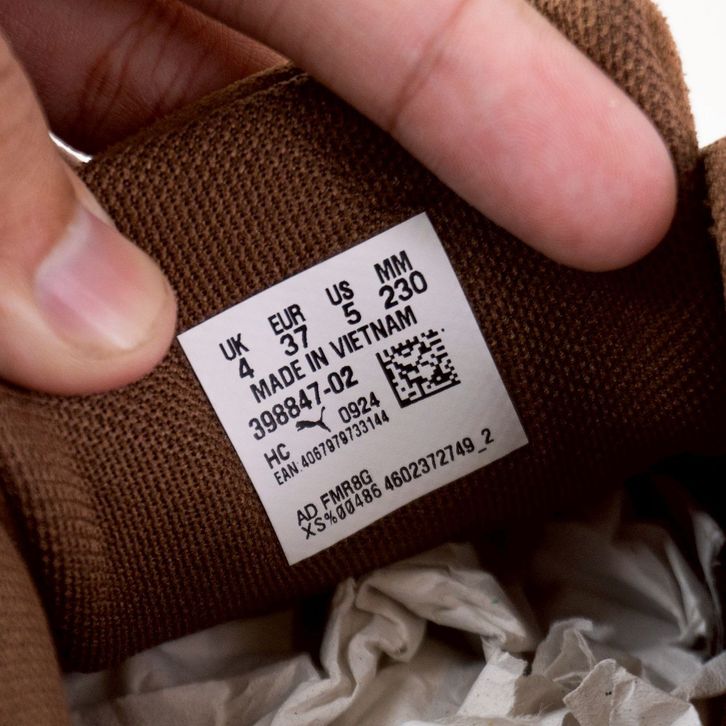 UK EUR US MM
4 37 5 230
MADE IN VIETNAM
398847-02
HC 0924
EAN:4067979733144
AD FMR8G
XS%00486 4602372749_2